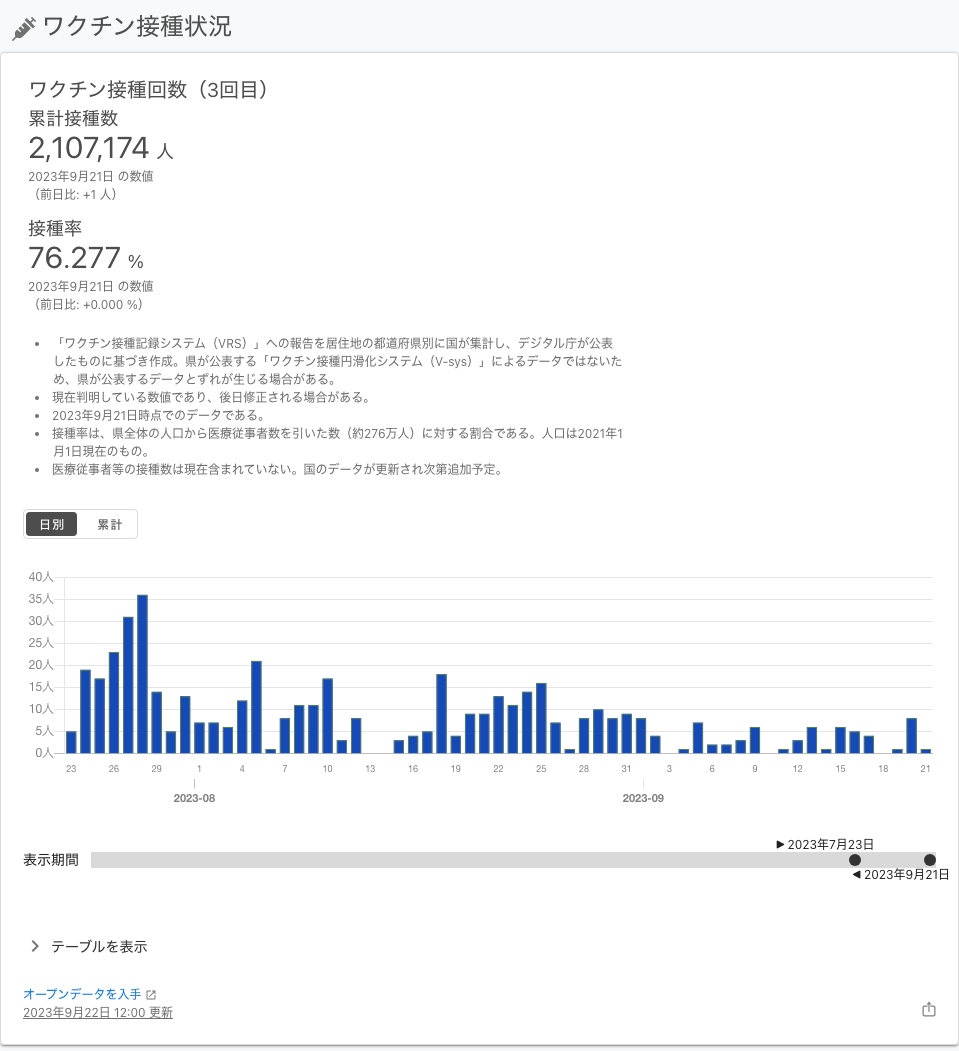 ワクチン接種状況
ワクチン接種回数（3回目）
累計接種数
2,107,174 人
2023年9月21日 の数値
（前日比: +1 人）
接種率
76.277 %
2023年9月21日 の数値
（前日比: +0.000 %）
• 「ワクチン接種記録システム（VRS）」への報告を居住地の都道府県別に国が集計し、デジタル庁が公表
したものに基づき作成。県が公表する「ワクチン接種円滑化システム（V-sys）」によるデータではないた
め、県が公表するデータとずれが生じる場合がある。
• 現在判明している数値であり、後日修正される場合がある。
• 2023年9月21日時点でのデータである。
• 接種率は、県全体の人口から医療従事者数を引いた数（約276万人）に対する割合である。人口は2021年1
月1日現在のもの。
• 医療従事者等の接種数は現在含まれていない。国のデータが更新され次第追加予定。
日別 累計
40人
35人
30人
25人
20人
15人
10人
5人
0人
23 26 29 1 4 7 10 13 16 19 22 25 28 31 3 6 9 12 15 18 21
2023-08 2023-09
2023年7月23日
表示期間
2023年9月21日
テーブルを表示
オープンデータを入手
2023年9月22日 12:00 更新